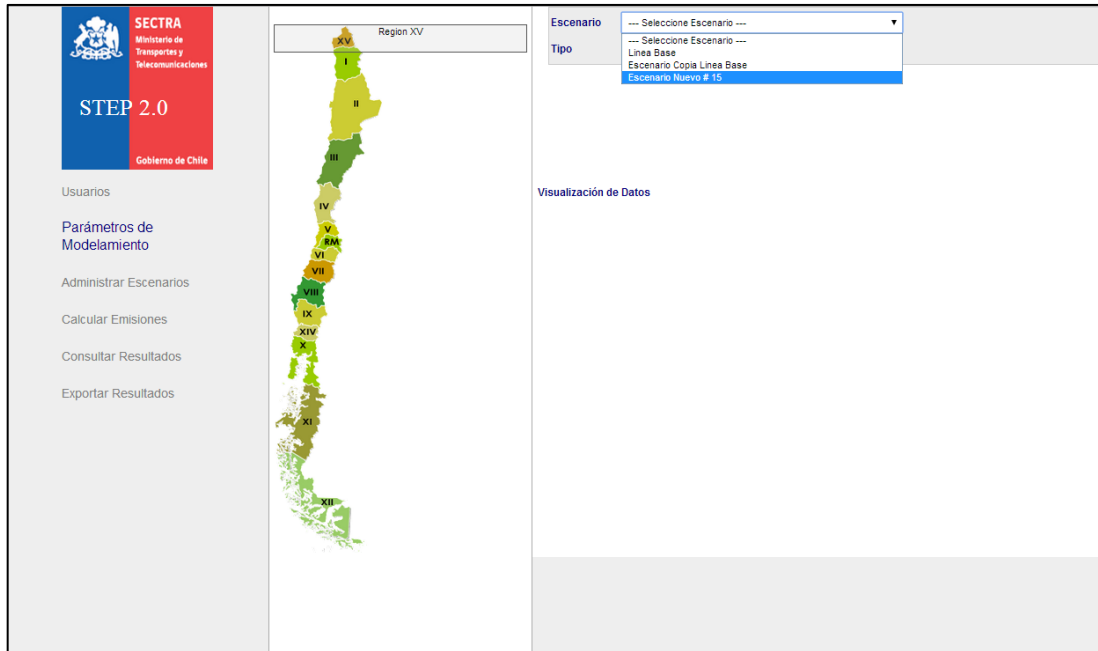 SECTRA
Ministerio de
Transportes y
Telecomunicaciones
STEP 2.0
Gobierno de Chile
Usuarios
Parámetros de
Modelamiento
Administrar Escenarios
Calcular Emisiones
Consultar Resultados
Exportar Resultados
Region XV
XV
I
II
III
IV
V
RM
VI
VII
VIII
IX
XIV
X
XI
XII
Escenario
--- Seleccione Escenario ---
--- Seleccione Escenario ---
Linea Base
Escenario Copia Linea Base
Escenario Nuevo # 15
Tipo
Visualización de Datos